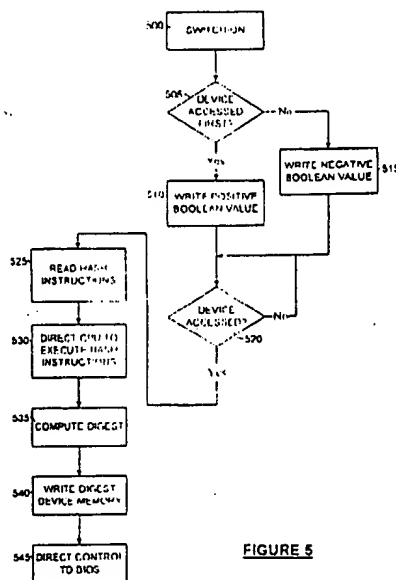 500
SWITCH ON
505
DEVICE
ACCESSED
FIRST?
No
Yes
510
WRITE POSITIVE
BOOLEAN VALUE
WRITE NEGATIVE
BOOLEAN VALUE
515
525
READ HASH
INSTRUCTIONS
DEVICE
ACCESSED?
No
520
Yes
530
DIRECT CPU TO
EXECUTE HASH
INSTRUCTIONS
535
COMPUTE DIGEST
540
WRITE DIGEST
DEVICE MEMORY
545
DIRECT CONTROL
TO BIOS
FIGURE 5